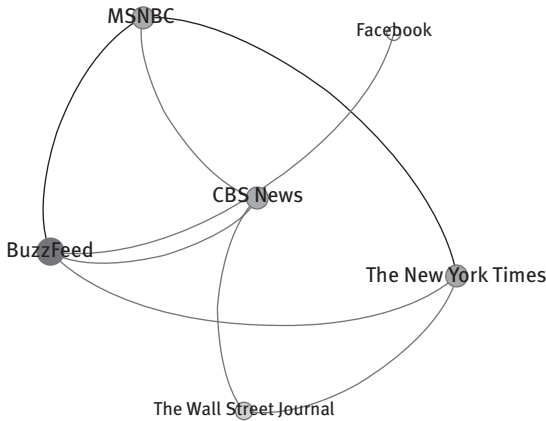 MSNBC
Facebook
CBS News
BuzzFeed
The New York Times
The Wall Street Journal